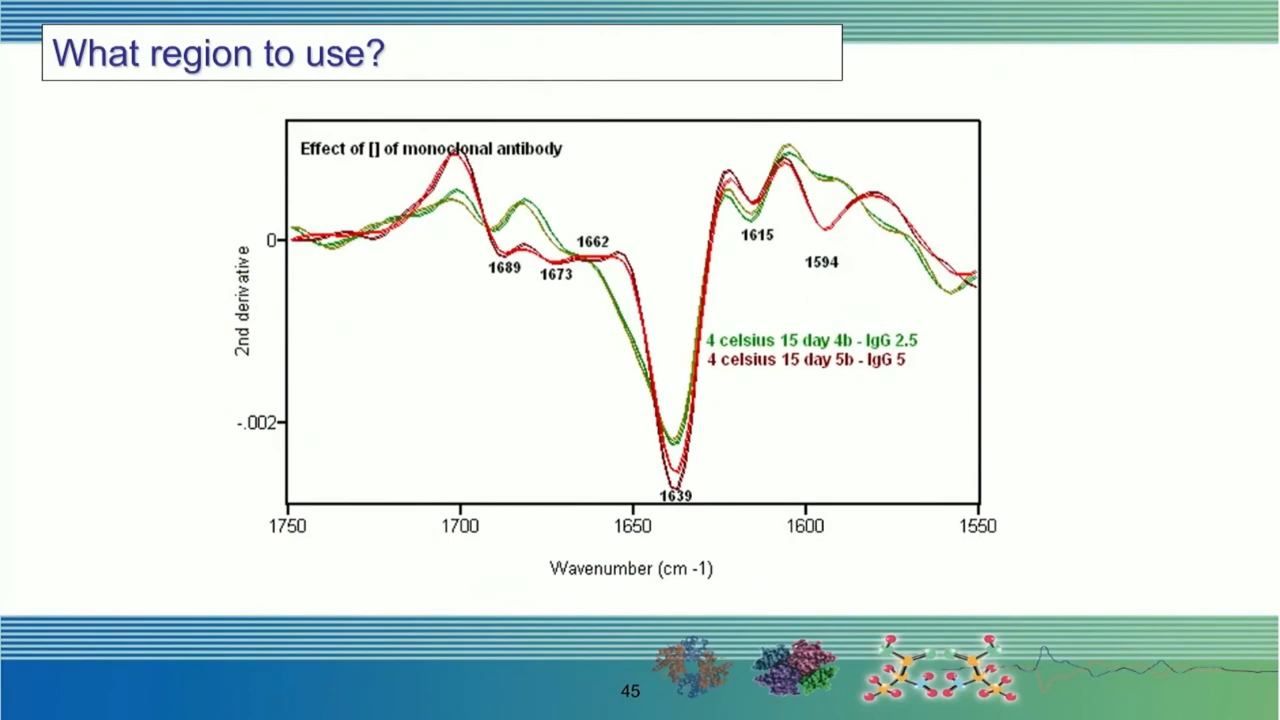 What region to use?
Effect of [] of monoclonal antibody
2nd derivative
0
-.002
1662
1689
1673
1615
1594
4 celsius 15 day 4b - IgG 2.5
4 celsius 15 day 5b - IgG 5
1639
1750
1700
1650
1600
1550
Wavenumber (cm -1)
45